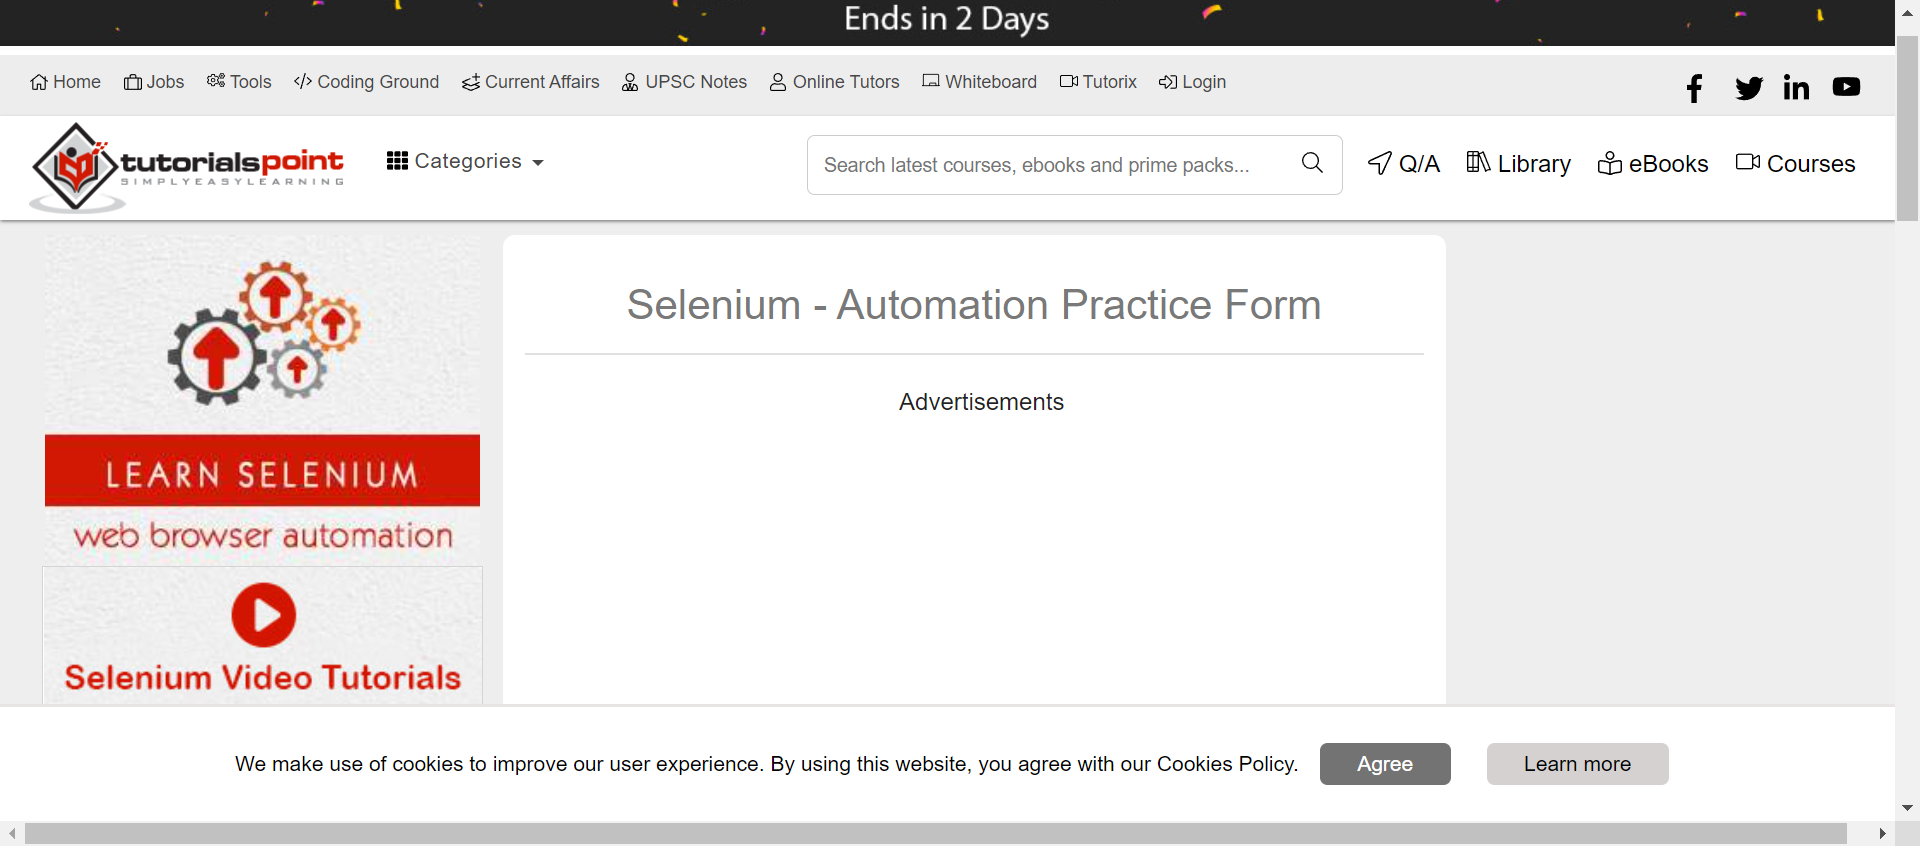 Ends in 2 Days
Home Jobs Tools Coding Ground Current Affairs UPSC Notes Online Tutors Whiteboard Tutorix Login
tutorialspoint
SIMPLYEASYLEARNING
Categories
Search latest courses, ebooks and prime packs...
Q/A Library eBooks Courses
LEARN SELENIUM
web browser automation
Selenium Video Tutorials
Selenium - Automation Practice Form
Advertisements
We make use of cookies to improve our user experience. By using this website, you agree with our Cookies Policy. Agree Learn more